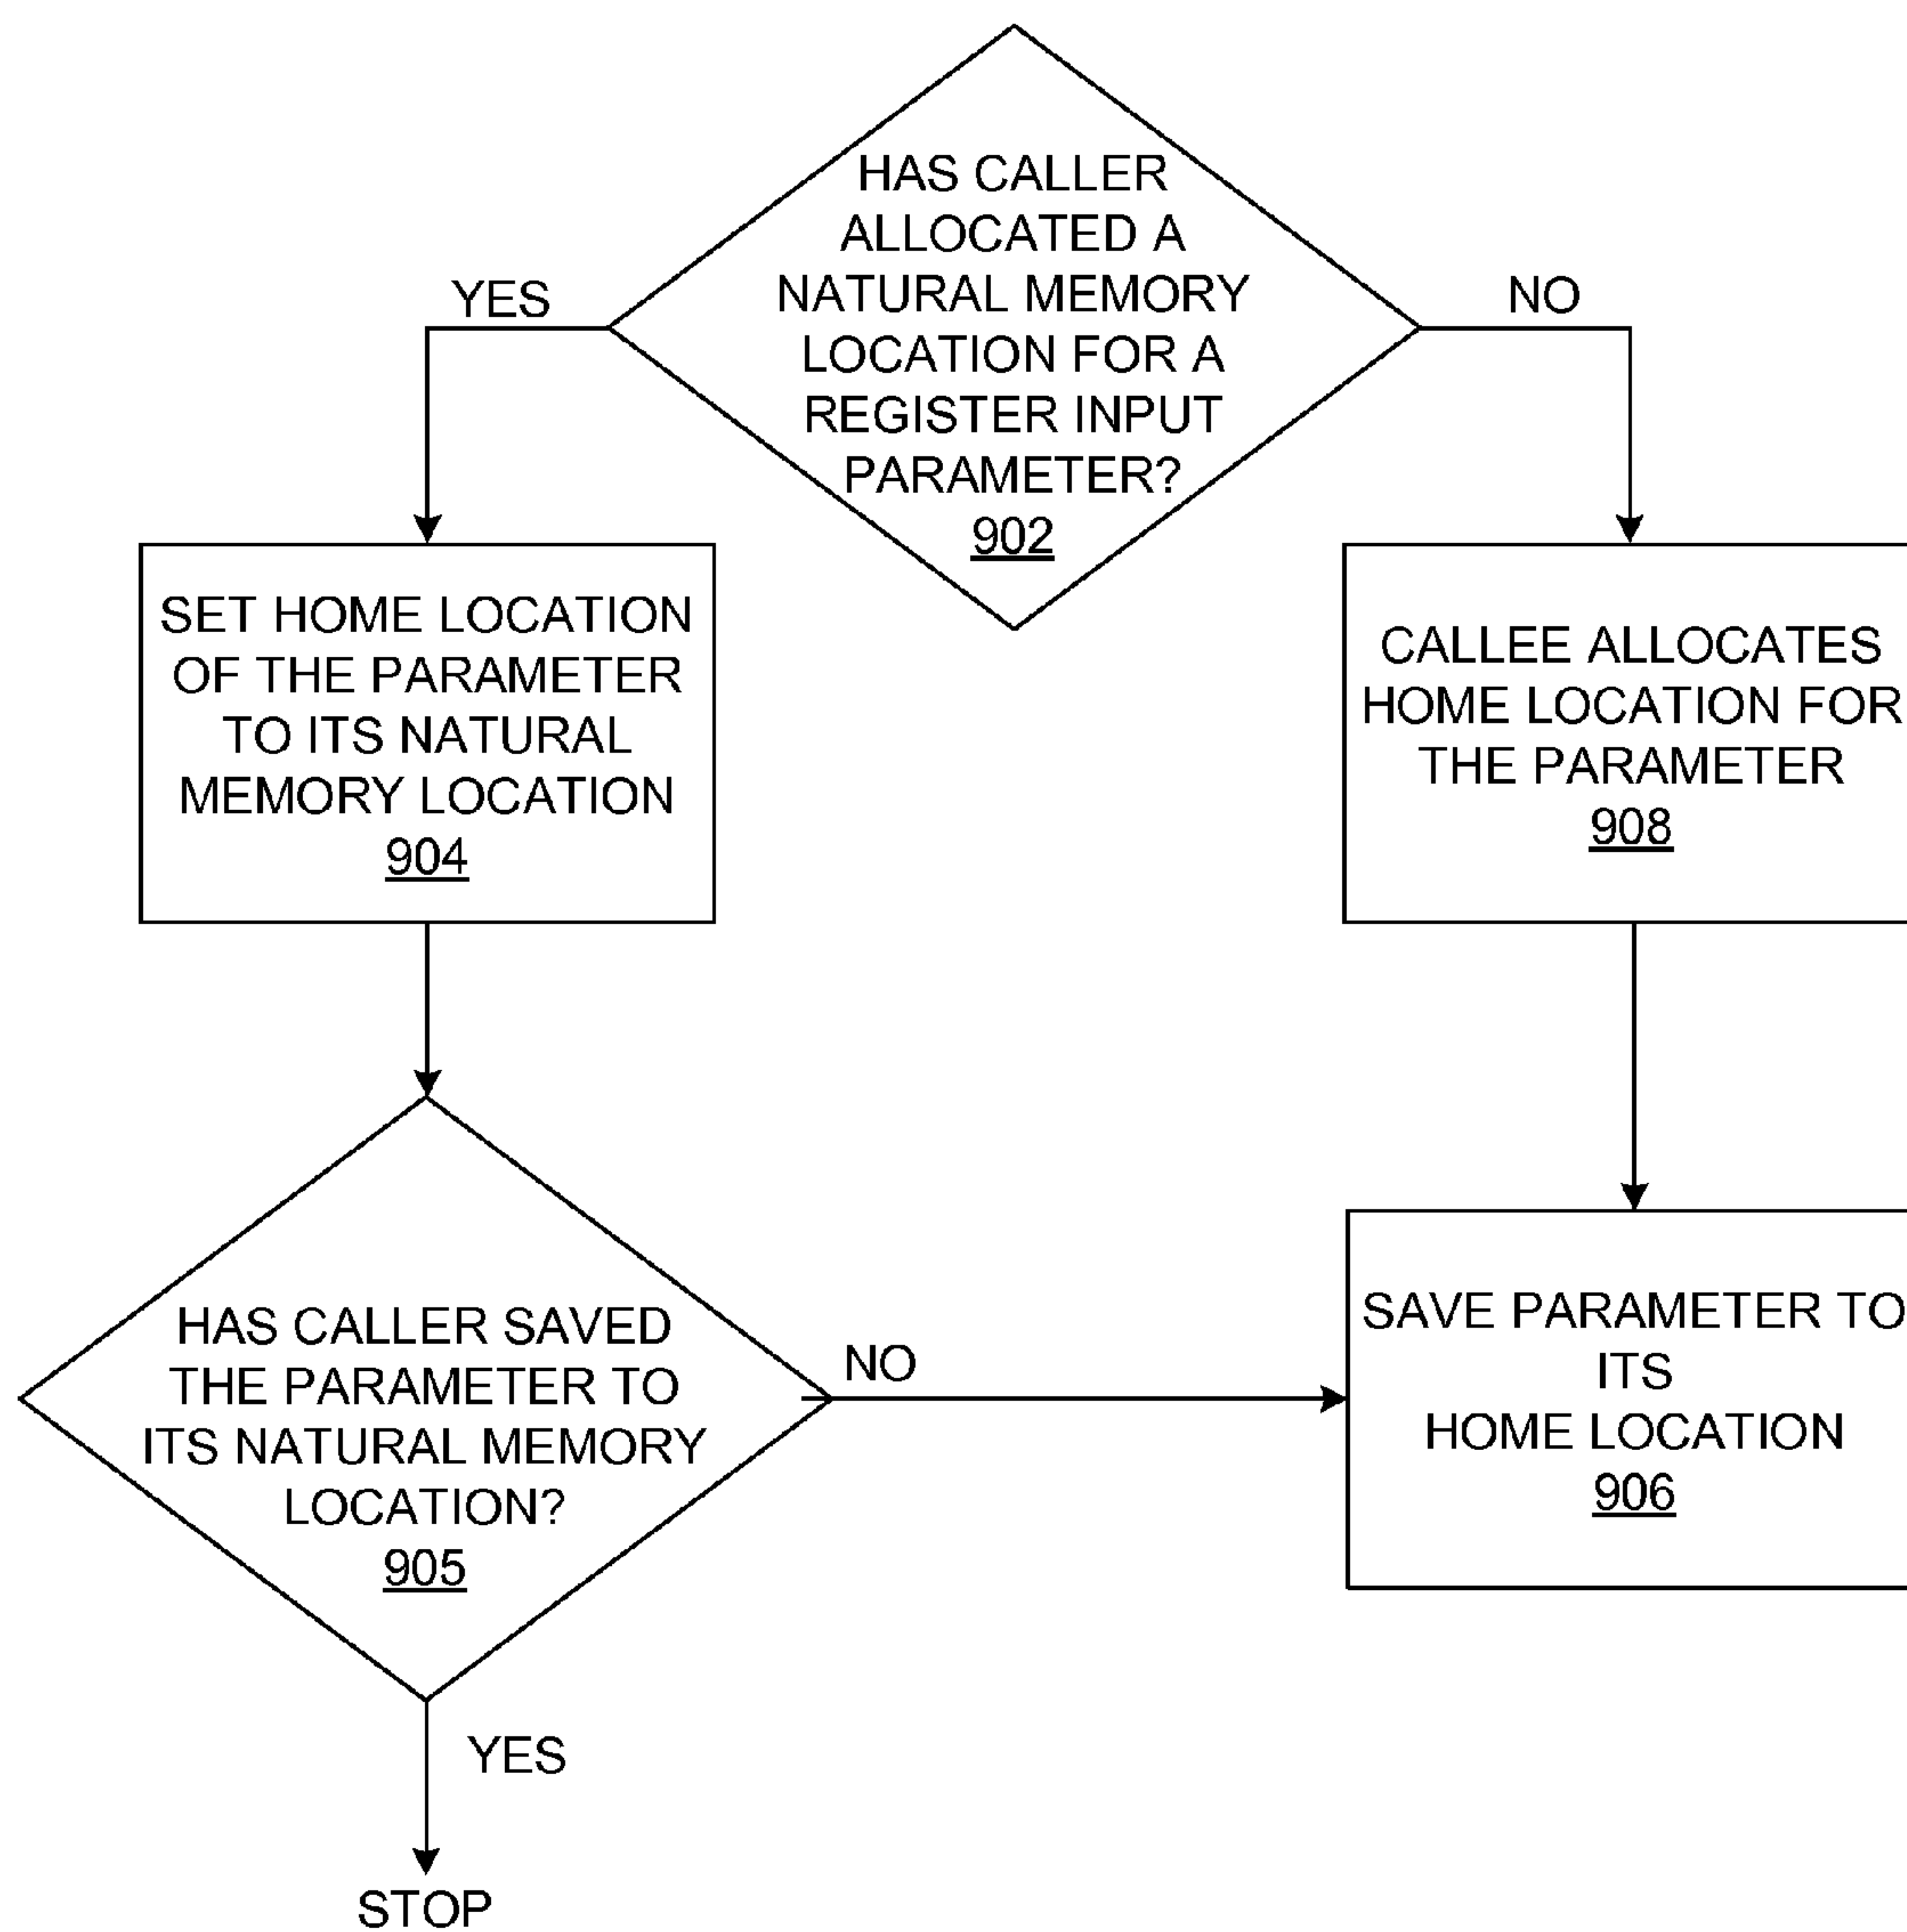 HAS CALLER
ALLOCATED A
NATURAL MEMORY
LOCATION FOR A
REGISTER INPUT
PARAMETER?
902
YES
NO
SET HOME LOCATION
OF THE PARAMETER
TO ITS NATURAL
MEMORY LOCATION
904
CALLEE ALLOCATES
HOME LOCATION FOR
THE PARAMETER
908
HAS CALLER SAVED
THE PARAMETER TO
ITS NATURAL MEMORY
LOCATION?
905
NO
SAVE PARAMETER TO
ITS
HOME LOCATION
906
YES
STOP